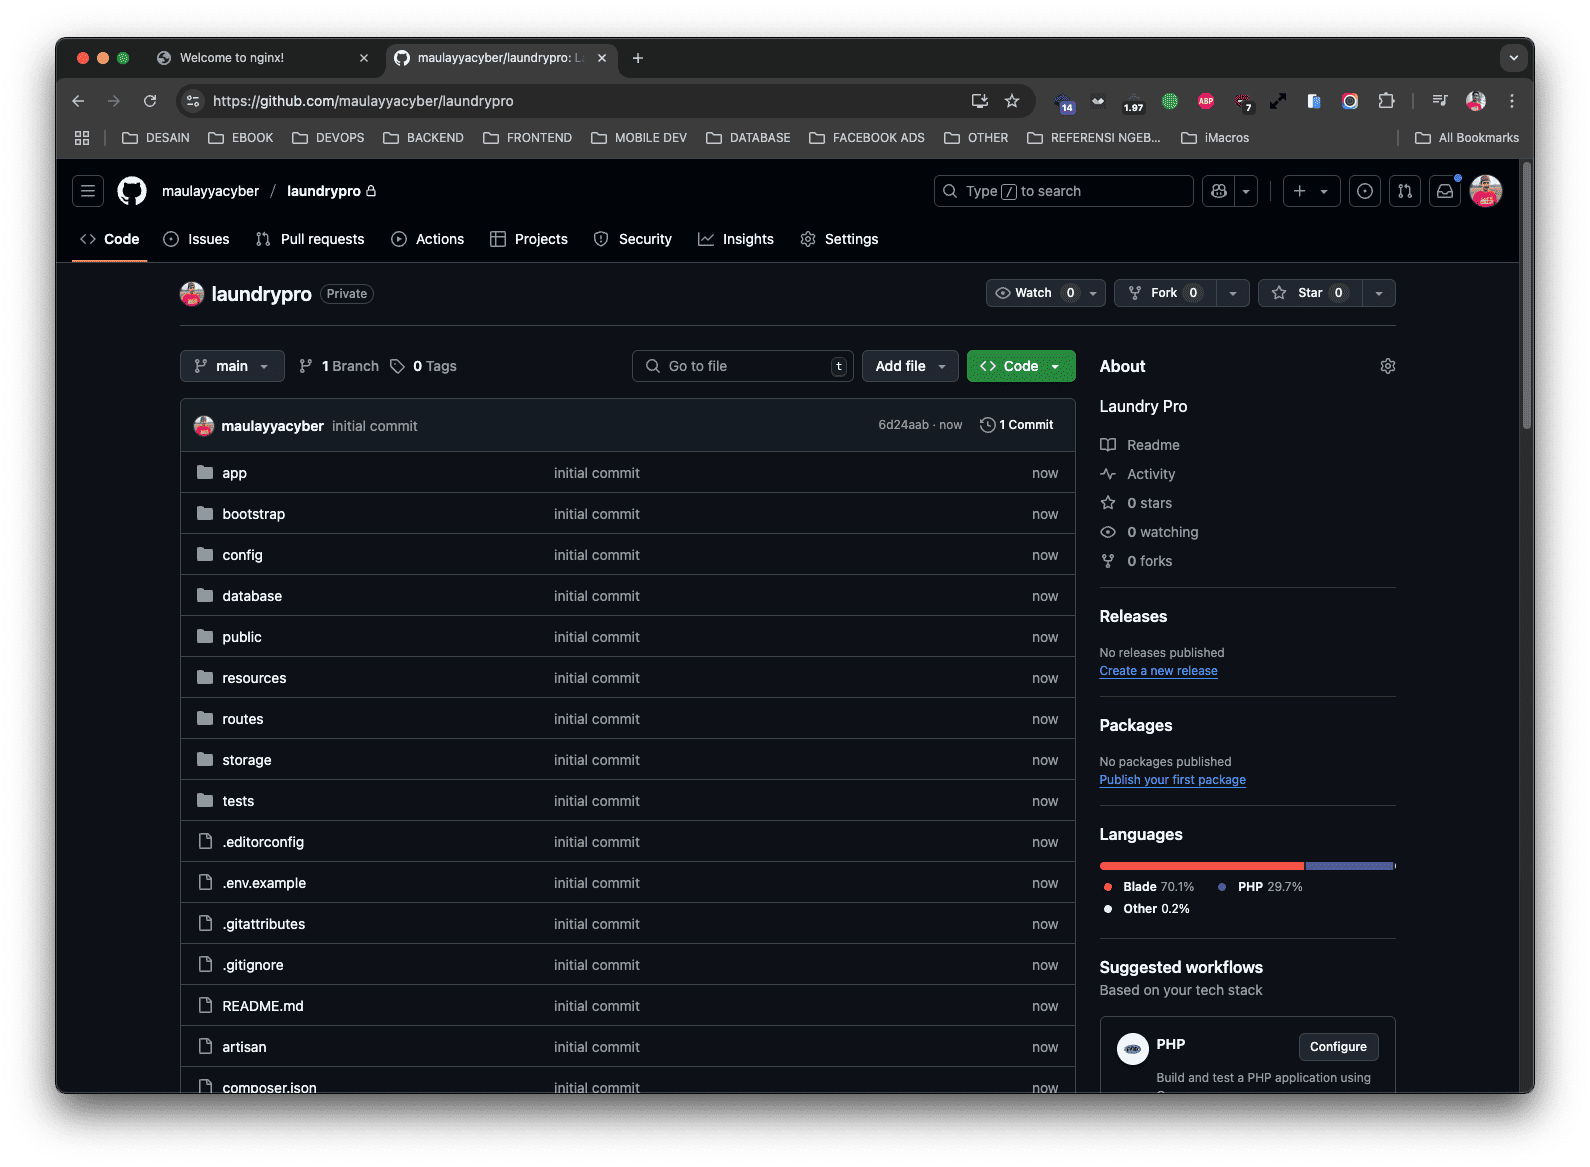 Welcome to nginx!
maulayyacyber/laundrypro: La
https://github.com/maulayyacyber/laundrypro
14
1.97
ABP
7
DESAIN
EBOOK
DEVOPS
BACKEND
FRONTEND
MOBILE DEV
DATABASE
FACEBOOK ADS
OTHER
REFERENSI NGEB...
iMacros
All Bookmarks
maulayyacyber / laundrypro
Type / to search
Code
Issues
Pull requests
Actions
Projects
Security
Insights
Settings
laundrypro Private
Watch 0
Fork 0
Star 0
main
1 Branch
0 Tags
Go to file
t
Add file
Code
maulayyacyber initial commit
6d24aab · now
1 Commit
app initial commit now
bootstrap initial commit now
config initial commit now
database initial commit now
public initial commit now
resources initial commit now
routes initial commit now
storage initial commit now
tests initial commit now
.editorconfig initial commit now
.env.example initial commit now
.gitattributes initial commit now
.gitignore initial commit now
README.md initial commit now
artisan initial commit now
composer.json initial commit now
About
Laundry Pro
Readme
Activity
0 stars
0 watching
0 forks
Releases
No releases published
Create a new release
Packages
No packages published
Publish your first package
Languages
Blade 70.1%
PHP 29.7%
Other 0.2%
Suggested workflows
Based on your tech stack
PHP
Configure
Build and test a PHP application using